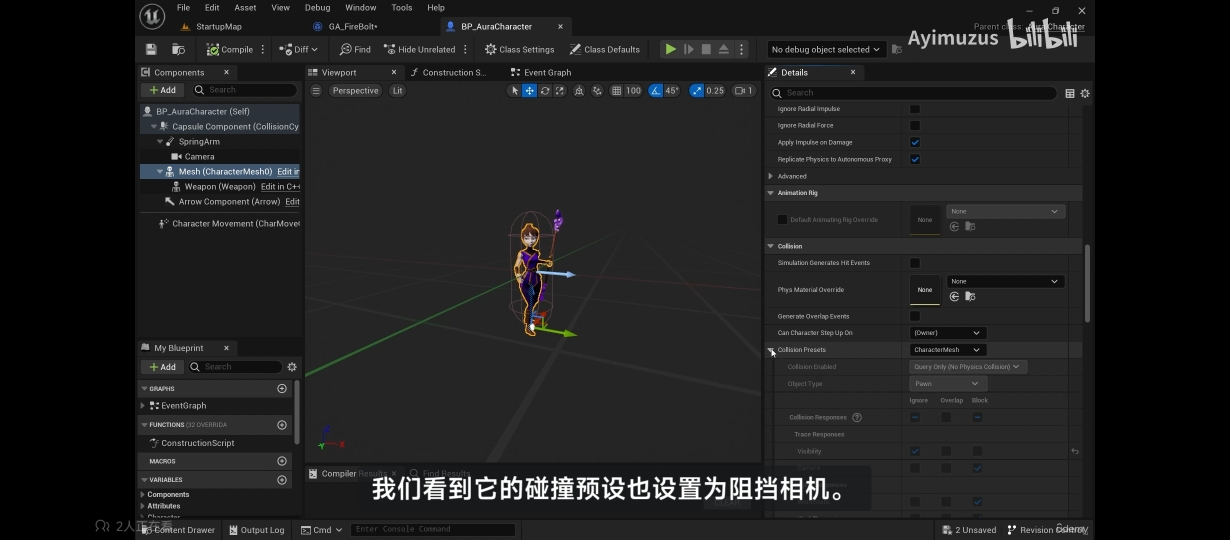 File Edit Asset View Debug Window Tools Help
StartupMap GA_FireBolt* BP_AuraCharacter
Parent class: Aura Character
Ayimuzus bilibili
Compile Diff Find Hide Unrelated Class Settings Class Defaults No debug object selected
Components Viewport Construction S... Event Graph Details
Add Search Perspective Lit 100 45° 0.25 1 Search
BP_AuraCharacter (Self)
Capsule Component (CollisionCy
SpringArm
Camera
Mesh (CharacterMesh0) Edit in
Weapon (Weapon) Edit in C++
Arrow Component (Arrow) Edit
Character Movement (CharMove
Ignore Radial Impulse
Ignore Radial Force
Apply Impulse on Damage
Replicate Physics to Autonomous Proxy
Advanced
Animation Rig
Default Animating Rig Override None None
Collision
Simulation Generates Hit Events
Phys Material Override None None
Generate Overlap Events
Can Character Step Up On (Owner)
Collision Presets CharacterMesh
Collision Enabled Query Only (No Physics Collision)
Object Type Pawn
Ignore Overlap Block
Collision Responses
Trace Responses
Visibility
My Blueprint
Add Search
GRAPHS
EventGraph
FUNCTIONS (32 OVERRIDA
ConstructionScript
MACROS
VARIABLES
Components
Attributes
Compiler Results Find Results
我们看到它的碰撞预设也设置为阻挡相机。
2人正在看
Content Drawer Output Log Cmd Enter Console Command 2 Unsaved Revision Control
Udemy